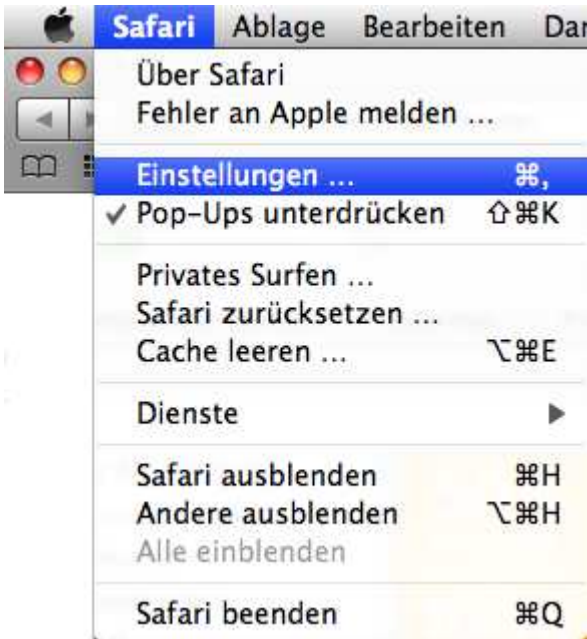 Safari Ablage Bearbeiten
Über Safari
Fehler an Apple melden ...
Einstellungen ... ⌘,
✓ Pop-Ups unterdrücken ⇧⌘K
Privates Surfen ...
Safari zurücksetzen ...
Cache leeren ... ⌥⌘E
Dienste ▶
Safari ausblenden ⌘H
Andere ausblenden ⌥⌘H
Alle einblenden
Safari beenden ⌘Q